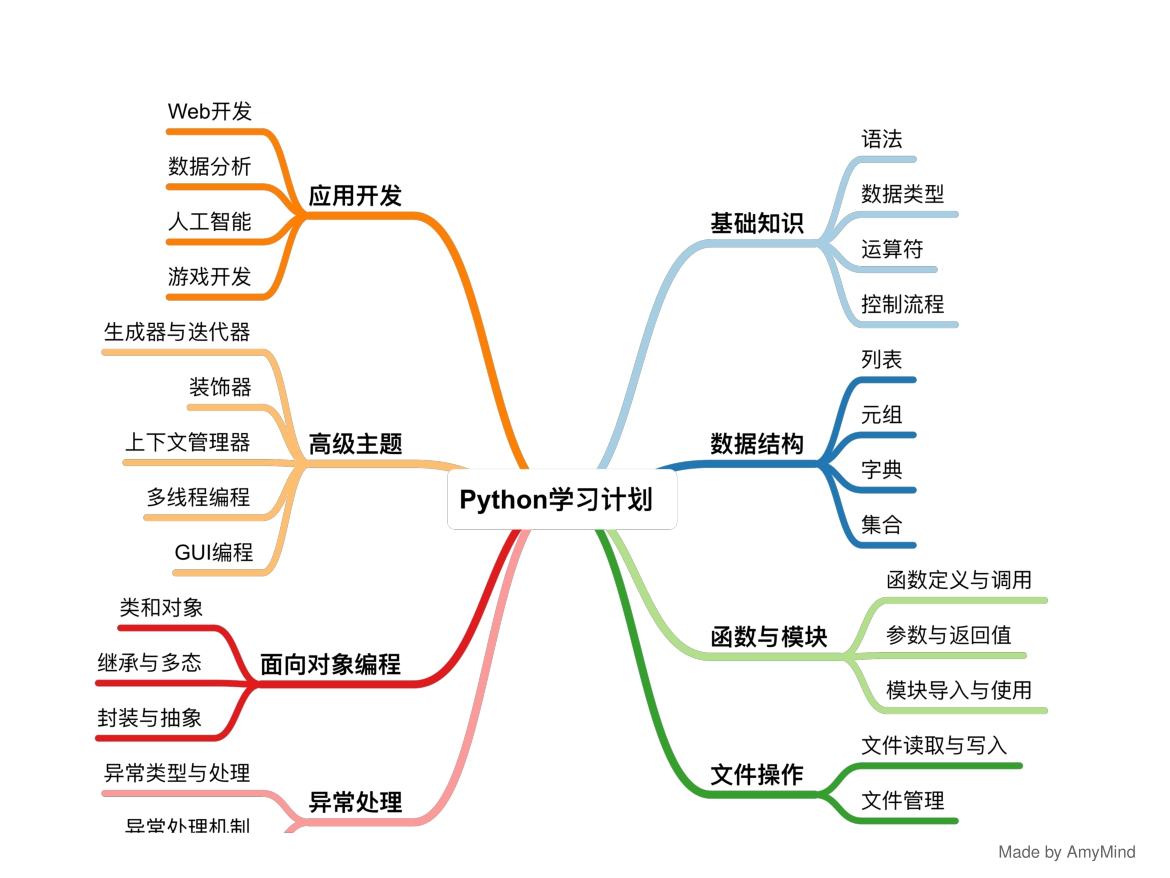 Python学习计划
基础知识
语法
数据类型
运算符
控制流程
数据结构
列表
元组
字典
集合
函数与模块
函数定义与调用
参数与返回值
模块导入与使用
文件操作
文件读取与写入
文件管理
应用开发
Web开发
数据分析
人工智能
游戏开发
高级主题
生成器与迭代器
装饰器
上下文管理器
多线程编程
GUI编程
面向对象编程
类和对象
继承与多态
封装与抽象
异常处理
异常类型与处理
异常处理机制
Made by AmyMind